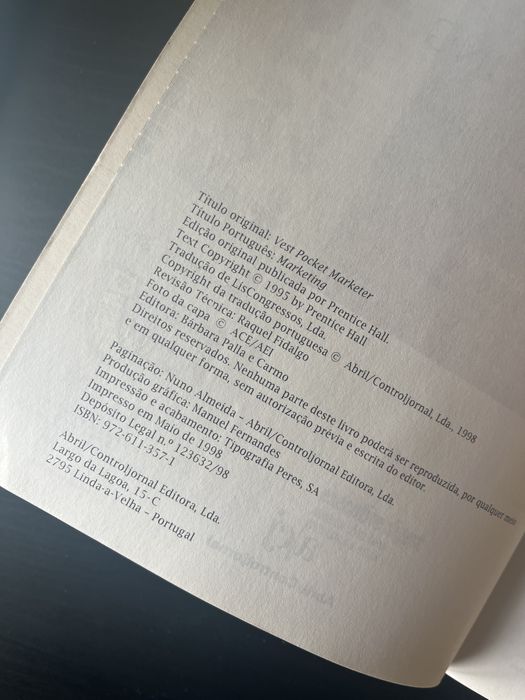 Título original: Vest Pocket Marketer
Título Português: Marketing
Edição original publicada por Prentice Hall.
Text Copyright © 1995 by Prentice Hall
Tradução de LisCongressos, Lda.
Copyright da tradução portuguesa © Abril/Controljornal, Lda., 1998
Revisão Técnica: Raquel Fidalgo
Foto da capa © ACE/AEI
Editora: Bárbara Palla e Carmo
Direitos reservados. Nenhuma parte deste livro poderá ser reproduzida, por qualquer meio
e em qualquer forma, sem autorização prévia e escrita do editor.
Paginação: Nuno Almeida – Abril/Controljornal Editora, Lda.
Produção gráfica: Manuel Fernandes
Impressão e acabamento: Tipografia Peres, SA
Impresso em Maio de 1998
Depósito Legal n.º 123632/98
ISBN: 972-611-357-1
Abril/Controljornal Editora, Lda.
Largo da Lagoa, 15-C
2795 Linda-a-Velha – Portugal